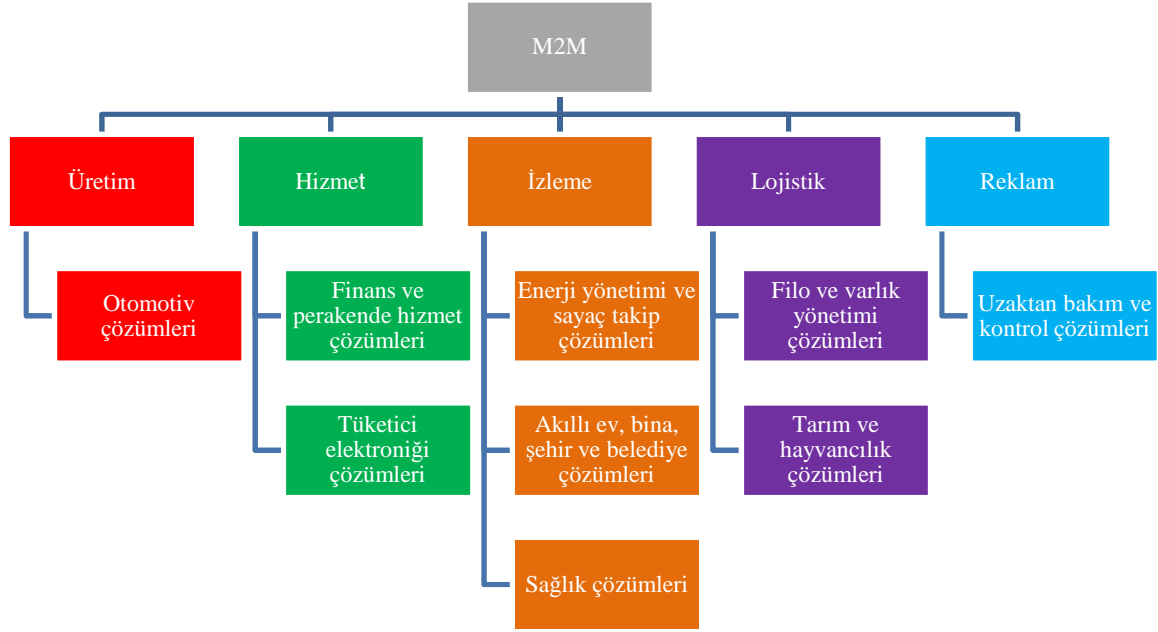 M2M
Üretim
Hizmet
İzleme
Lojistik
Reklam
Otomotiv
çözümleri
Finans ve
perakende hizmet
çözümleri
Enerji yönetimi ve
sayaç takip
çözümleri
Filo ve varlık
yönetimi
çözümleri
Uzaktan bakım ve
kontrol çözümleri
Tüketici
elektroniği
çözümleri
Akıllı ev, bina,
şehir ve belediye
çözümleri
Tarım ve
hayvancılık
çözümleri
Sağlık çözümleri